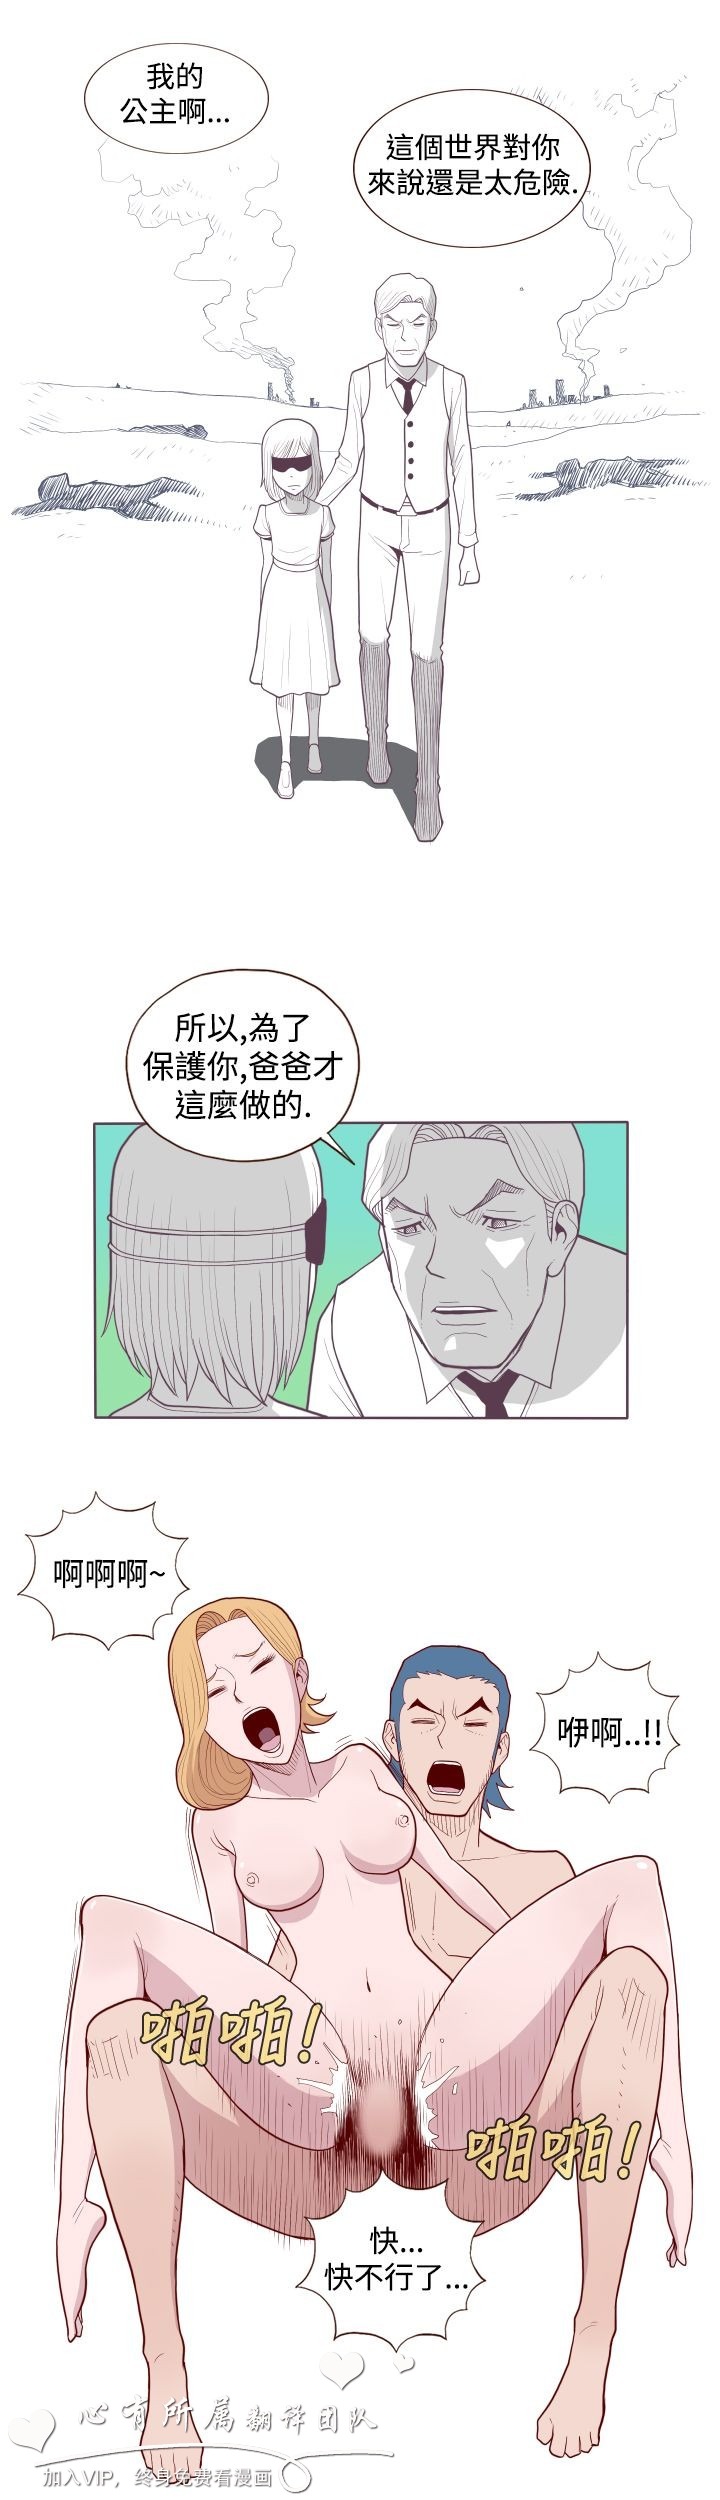 我的
公主啊...
這個世界對你
來說還是太危險.
所以,為了
保護你,爸爸才
這麼做的.
啊啊啊~
咿啊..!!
啪啪!
啪啪!
快...
快不行了...
心有所属翻译团队
加入VIP，终身免费看漫画